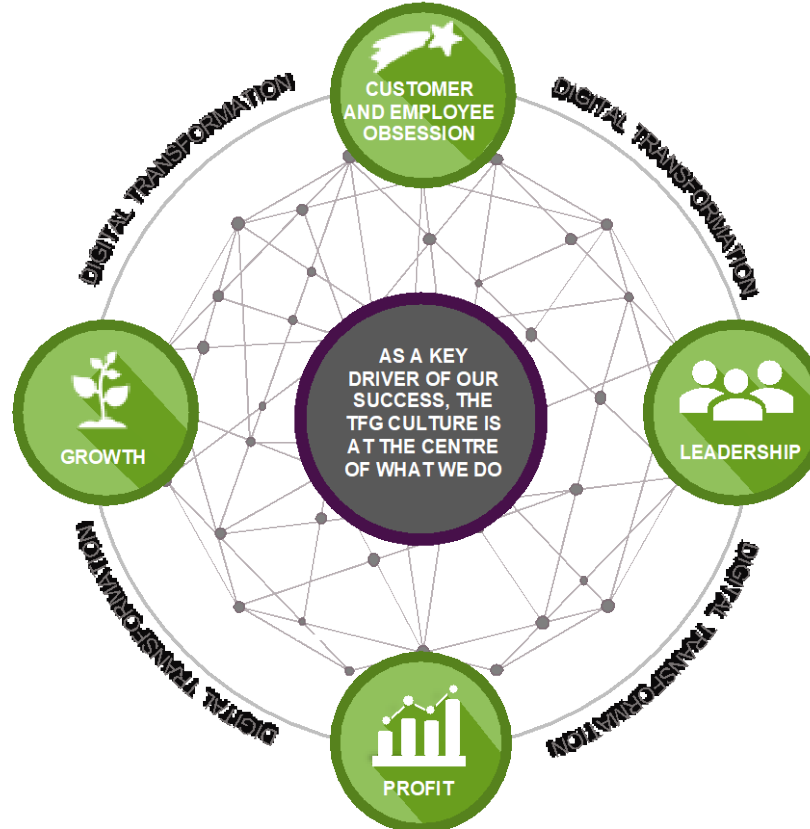 CUSTOMER
AND EMPLOYEE
OBSESSION
DIGITAL TRANSFORMATION
DIGITAL TRANSFORMATION
AS A KEY
DRIVER OF OUR
SUCCESS, THE
TFG CULTURE IS
AT THE CENTRE
OF WHAT WE DO
GROWTH
LEADERSHIP
DIGITAL TRANSFORMATION
DIGITAL TRANSFORMATION
PROFIT